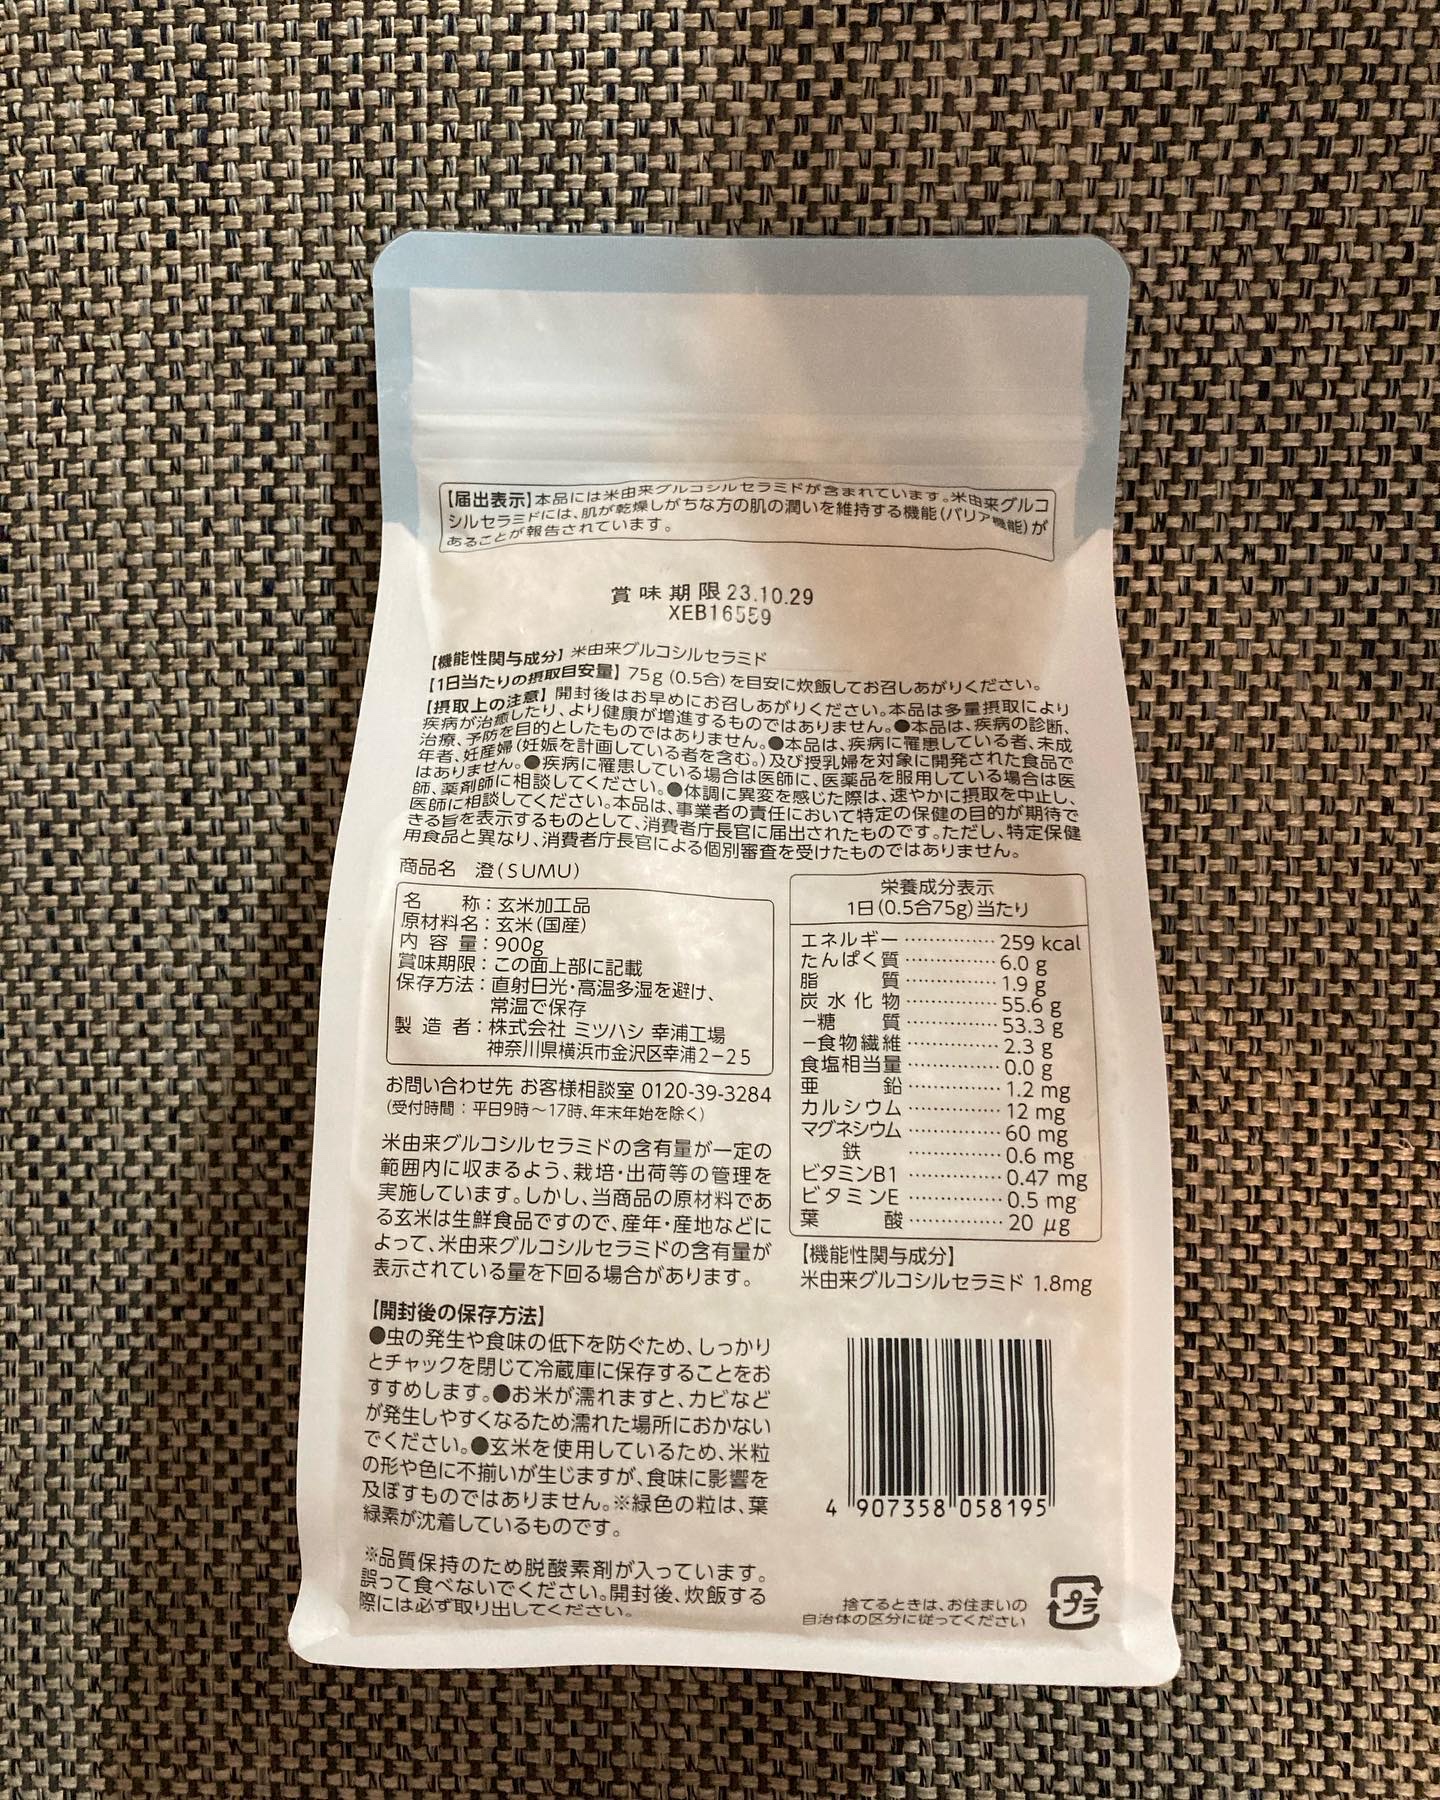 【届出表示】本品には米由来グルコシルセラミドが含まれています。米由来グルコ
シルセラミドには、肌が乾燥しがちな方の肌の潤いを維持する機能(バリア機能)が
あることが報告されています。
賞味期限23.10.29
XEB16559
【機能性関与成分】米由来グルコシルセラミド
【1日当たりの摂取目安量】75g(0.5合)を目安に炊飯してお召しあがりください。
【摂取上の注意】開封後はお早めにお召しあがりください。本品は多量摂取により
疾病が治癒したり、より健康が増進するものではありません。●本品は、疾病の診断、
治療、予防を目的としたものではありません。●本品は、疾病に罹患している者、未成
年者、妊産婦(妊娠を計画している者を含む。)及び授乳婦を対象に開発された食品で
はありません。●疾病に罹患している場合は医師に、医薬品を服用している場合は医
師、薬剤師に相談してください。●体調に異変を感じた際は、速やかに摂取を中止し、
医師に相談してください。本品は、事業者の責任において特定の保健の目的が期待で
きる旨を表示するものとして、消費者庁長官に届出されたものです。ただし、特定保健
用食品と異なり、消費者庁長官による個別審査を受けたものではありません。
商品名 澄(SUMU)
名称:玄米加工品
原材料名:玄米(国産)
内容量:900g
賞味期限:この面上部に記載
保存方法:直射日光・高温多湿を避け、
常温で保存
製造者:株式会社 ミツハシ 幸浦工場
神奈川県横浜市金沢区幸浦2-25
お問い合わせ先 お客様相談室 0120-39-3284
(受付時間:平日9時〜17時、年末年始を除く)
米由来グルコシルセラミドの含有量が一定の
範囲内に収まるよう、栽培・出荷等の管理を
実施しています。しかし、当商品の原材料であ
る玄米は生鮮食品ですので、産年・産地などに
よって、米由来グルコシルセラミドの含有量が
表示されている量を下回る場合があります。
【開封後の保存方法】
●虫の発生や食味の低下を防ぐため、しっかり
とチャックを閉じて冷蔵庫に保存することをお
すすめします。●お米が濡れますと、カビなど
が発生しやすくなるため濡れた場所におかない
でください。●玄米を使用しているため、米粒
の形や色に不揃いが生じますが、食味に影響を
及ぼすものではありません。※緑色の粒は、葉
緑素が沈着しているものです。
※品質保持のため脱酸素剤が入っています。
誤って食べないでください。開封後、炊飯する
際には必ず取り出してください。
栄養成分表示
1日(0.5合75g)当たり
エネルギー……………259 kcal
たんぱく質……………6.0 g
脂質……………1.9 g
炭水化物……………55.6 g
−糖質……………53.3 g
−食物繊維……………2.3 g
食塩相当量……………0.0 g
亜鉛……………1.2 mg
カルシウム……………12 mg
マグネシウム……………60 mg
鉄……………0.6 mg
ビタミンB1……………0.47 mg
ビタミンE……………0.5 mg
葉酸……………20 μg
【機能性関与成分】
米由来グルコシルセラミド 1.8mg
4 907358 058195
捨てるときは、お住まいの
自治体の区分に従ってください
プラ